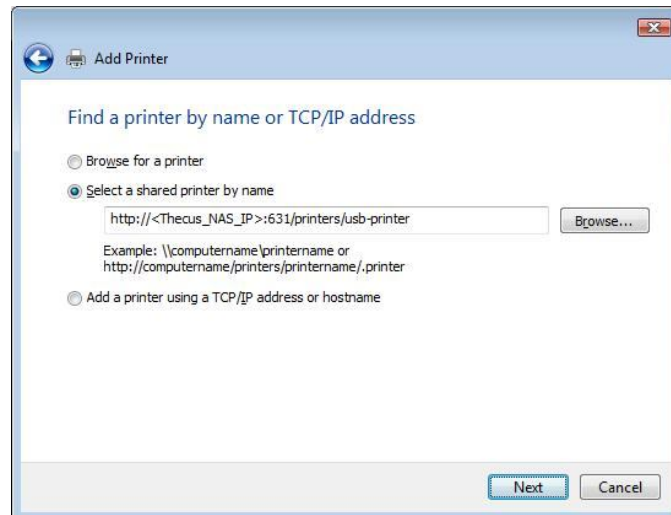 Add Printer
Find a printer by name or TCP/IP address
Browse for a printer
Select a shared printer by name
http://<Thecus_NAS_IP>:631/printers/usb-printer
Browse...
Example: \\computername\printername or
http://computername/printers/printername/.printer
Add a printer using a TCP/IP address or hostname
Next
Cancel